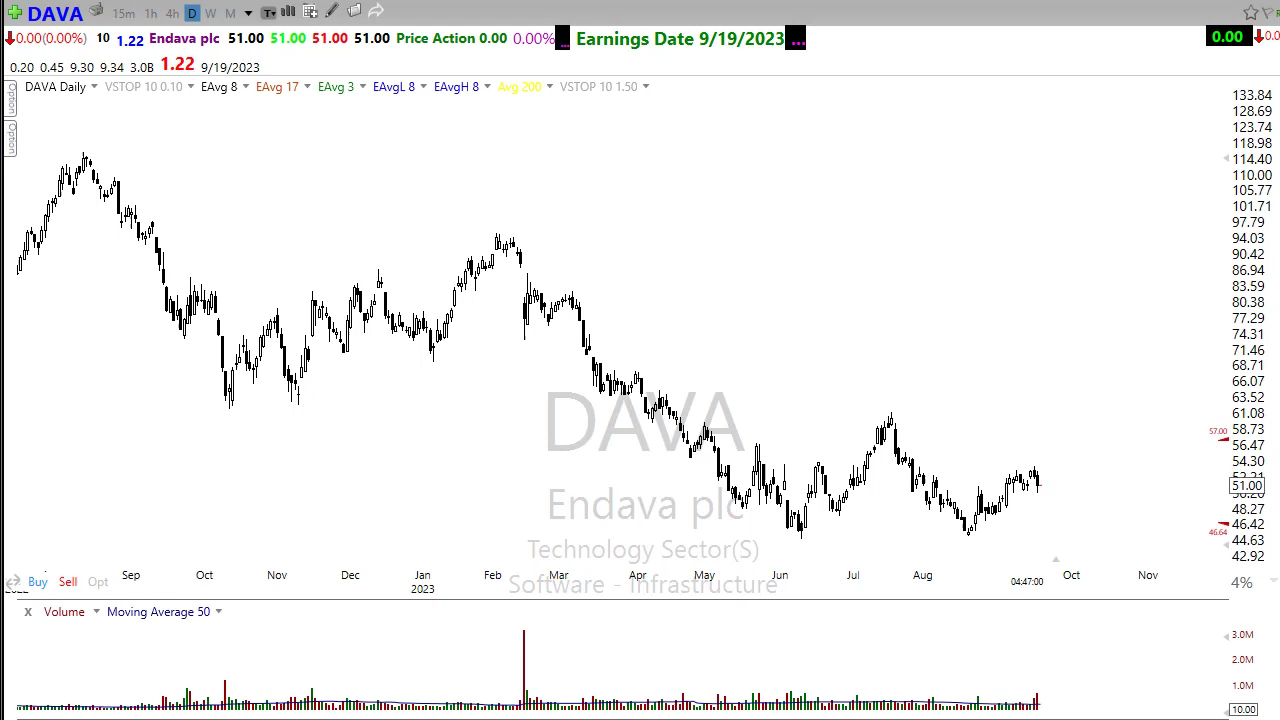 DAVA 15m 1h 4h D W M T
0.00(0.00%) 10 1.22 Endava plc 51.00 51.00 51.00 51.00 Price Action 0.00 0.00% ... Earnings Date 9/19/2023 ... 0.00 0.0
0.20 0.45 9.30 9.34 3.0B 1.22 9/19/2023
DAVA Daily VSTOP 10 0.10 EAvg 8 EAvg 17 EAvg 3 EAvgL 8 EAvgH 8 Avg 200 VSTOP 10 1.50
Option
Option
133.84
128.69
123.74
118.98
114.40
110.00
105.77
101.71
97.79
94.03
90.42
86.94
83.59
80.38
77.29
74.31
71.46
68.71
66.07
63.52
61.08
58.73
57.00
56.47
54.30
51.00
48.27
46.42
46.64
44.63
42.92
DAVA
Endava plc
Technology Sector(S)
Software - Infrastructure
Buy Sell Opt
Sep Oct Nov Dec Jan Feb Mar Apr May Jun Jul Aug 04:47:00 Oct Nov
2023
4%
X Volume Moving Average 50
3.0M
2.0M
1.0M
10.00